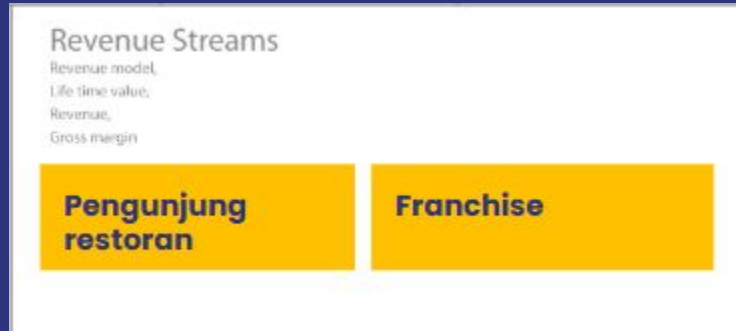 Revenue Streams
Revenue model,
Life time value,
Revenue,
Gross margin
Pengunjung
restoran
Franchise